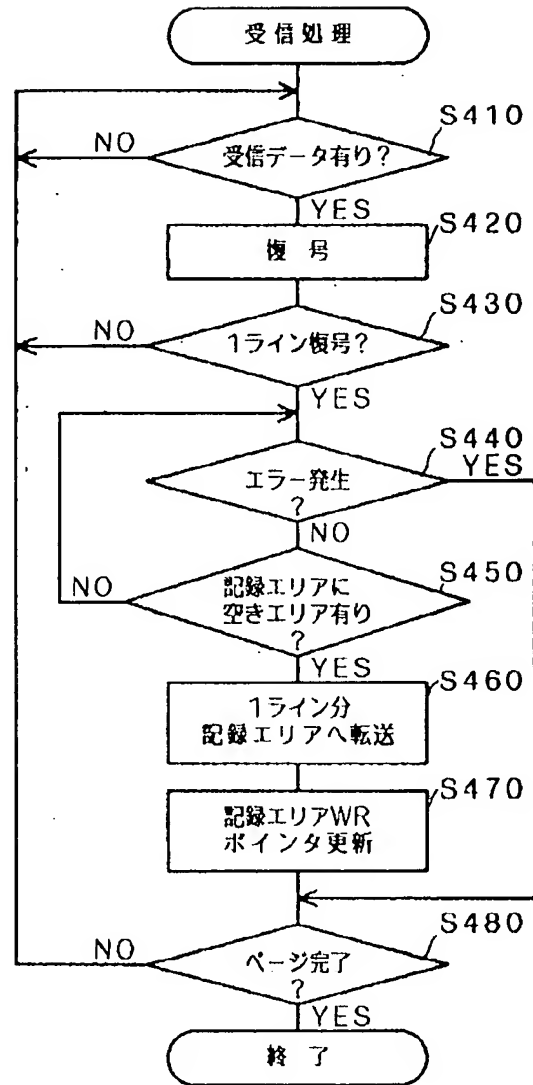 受信処理
S410
NO
受信データ有り?
YES
S420
復号
S430
NO
1ライン復号?
YES
S440
YES
エラー発生
?
NO
S450
NO
記録エリアに
空きエリア有り
?
YES
S460
1ライン分
記録エリアへ転送
S470
記録エリアWR
ポインタ更新
S480
NO
ページ完了
?
YES
終了